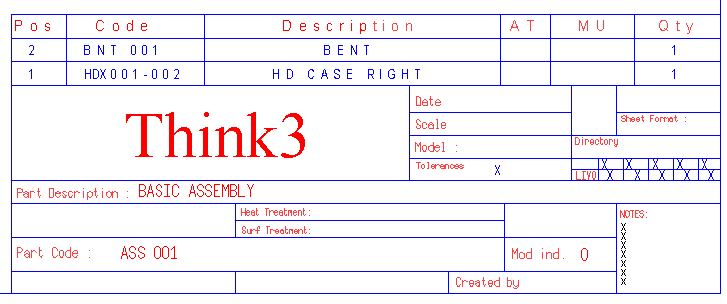 Pos Code Description AT MU Qty
2 BNT 001 BENT 1
1 HDX001-002 HD CASE RIGHT 1
Think3
Date
Scale
Sheet Format :
Model :
Directory
Tolerances X
X X X X X
LIVO X X X X X
Part Description : BASIC ASSEMBLY
Heat Treatment:
Surf Treatment:
NOTES:
X
X
X
X
X
X
X
Part Code : ASS 001
Mod ind. 0
Created by